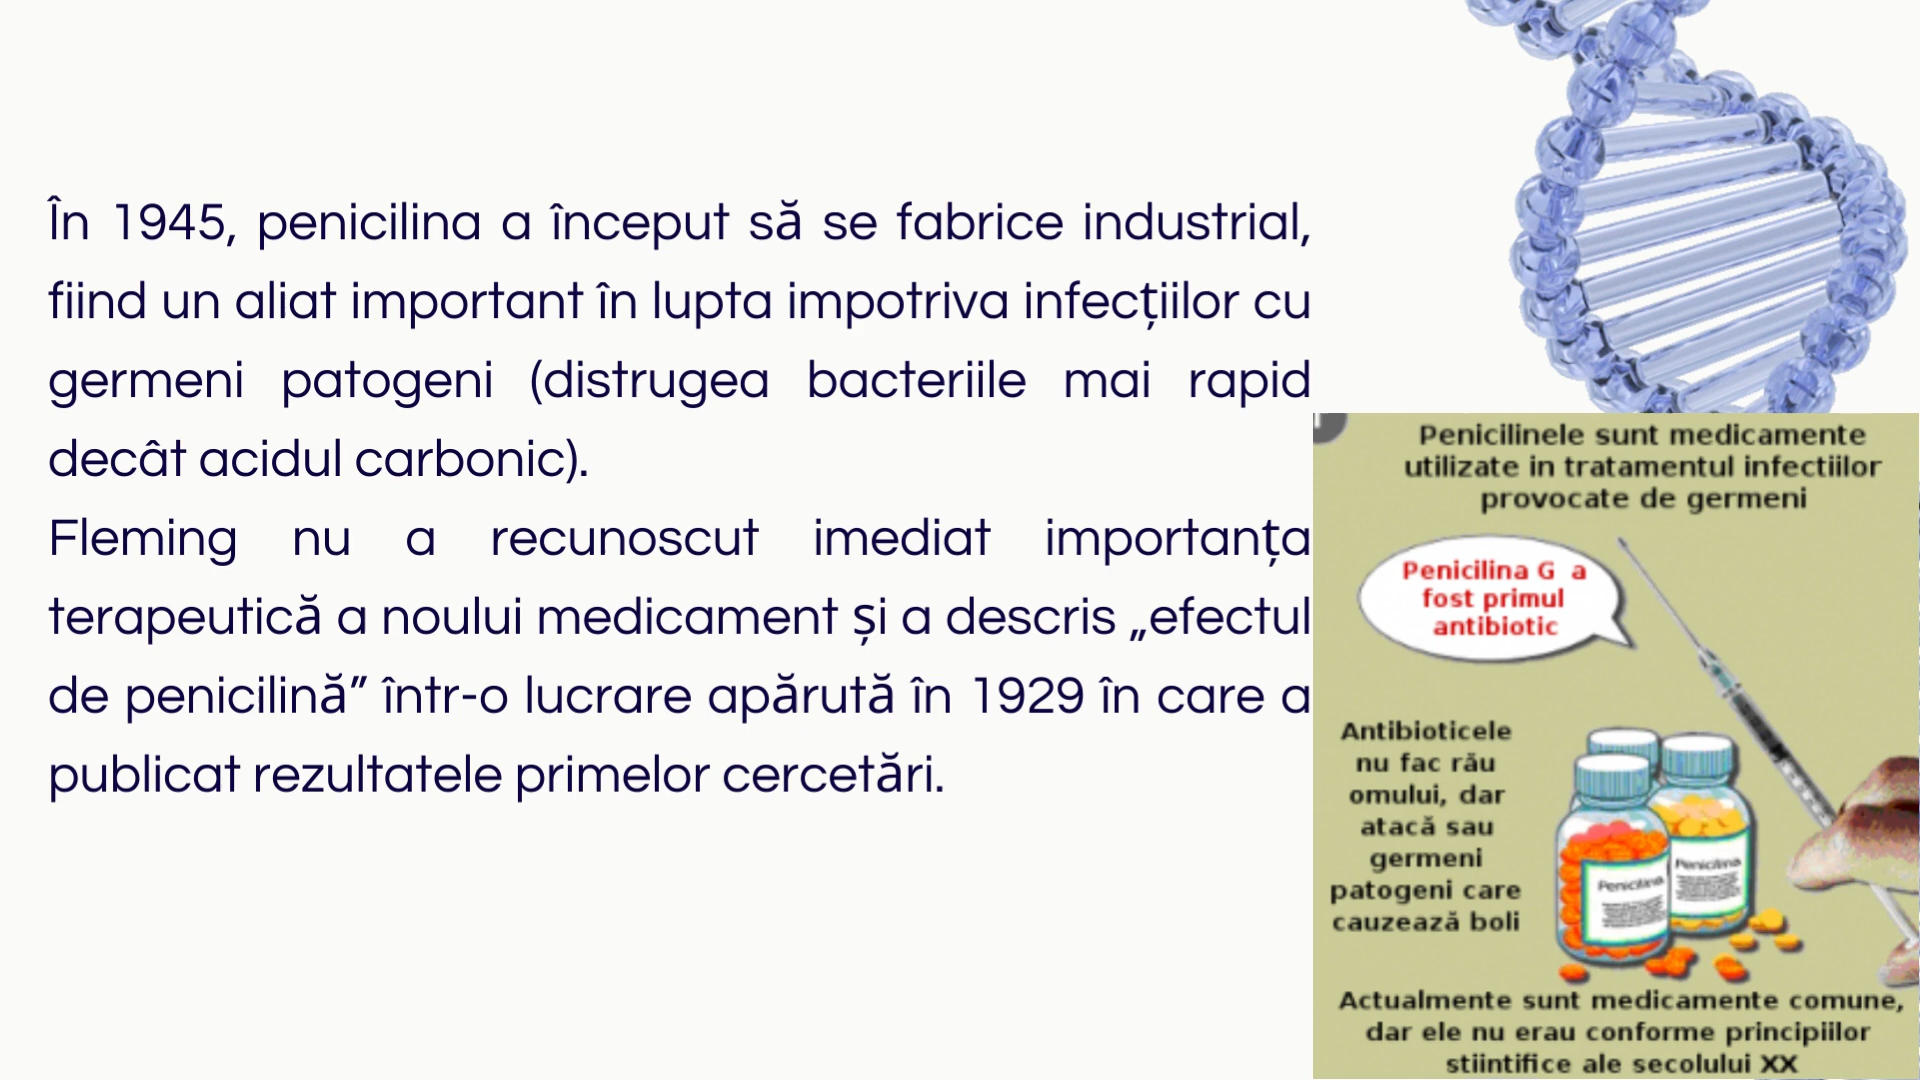 În 1945, penicilina a început să se fabrice industrial,
fiind un aliat important în lupta impotriva infecțiilor cu
germeni patogeni (distrugea bacteriile mai rapid
decât acidul carbonic).
Fleming nu a recunoscut imediat importanța
terapeutică a noului medicament și a descris „efectul
de penicilină” într-o lucrare apărută în 1929 în care a
publicat rezultatele primelor cercetări.
Penicilinele sunt medicamente
utilizate in tratamentul infectiilor
provocate de germeni
Penicilina G a
fost primul
antibiotic
Antibioticele
nu fac rău
omului, dar
atacă sau
germeni
patogeni care
cauzează boli
Penicilina
Penicilina
Actualmente sunt medicamente comune,
dar ele nu erau conforme principiilor
stiintifice ale secolului XX